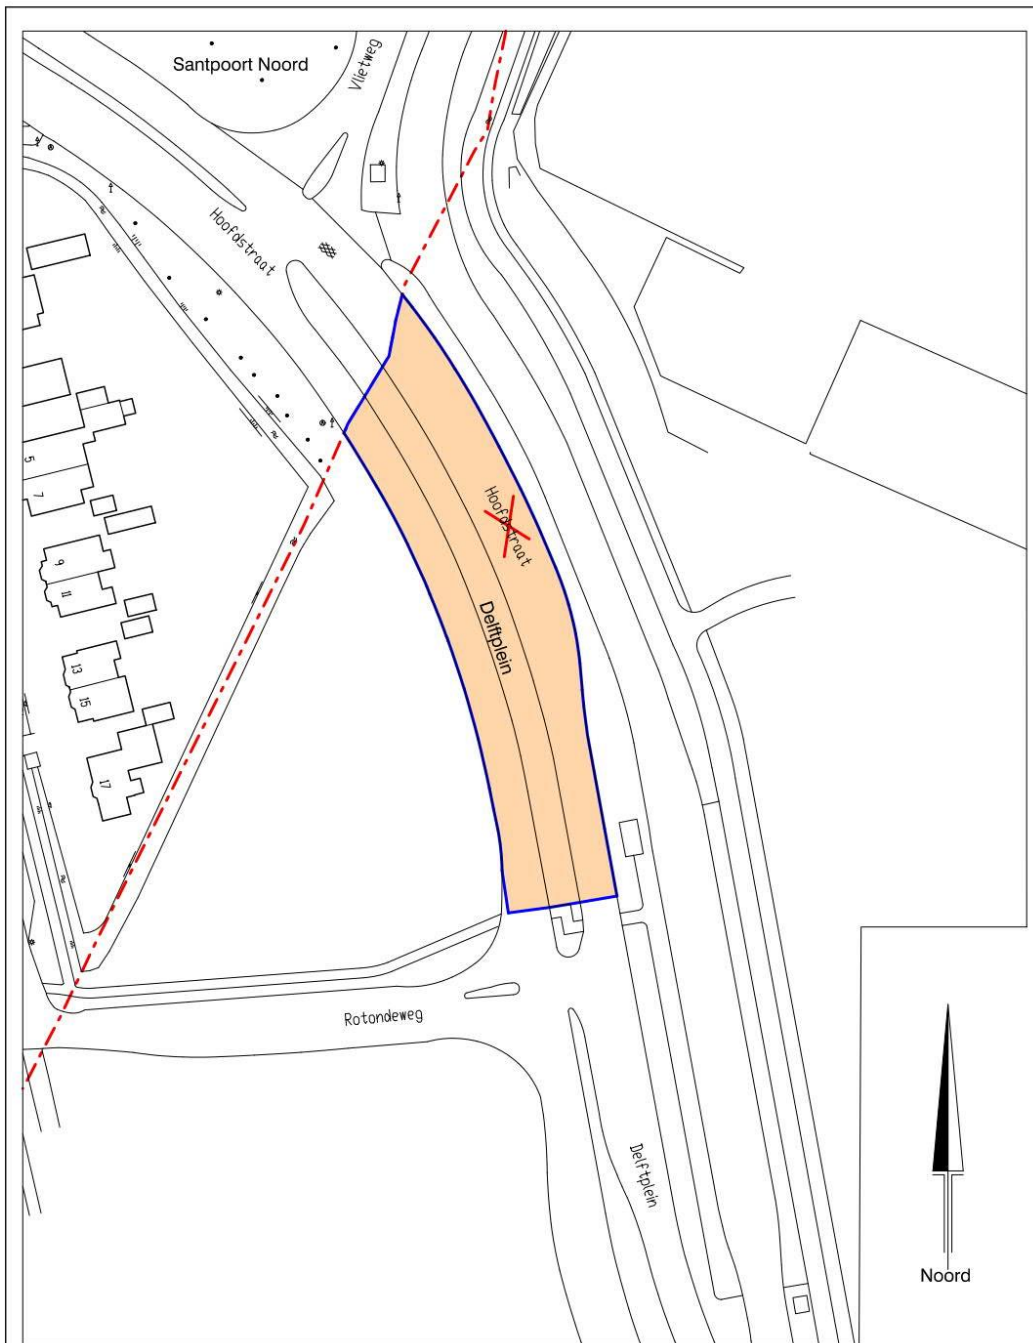 Santpoort Noord
Vlietweg
Hoofdstraat
5
7
9
11
13
15
17
Hoofdstraat
Delftplein
Rotondeweg
Delftplein
Noord